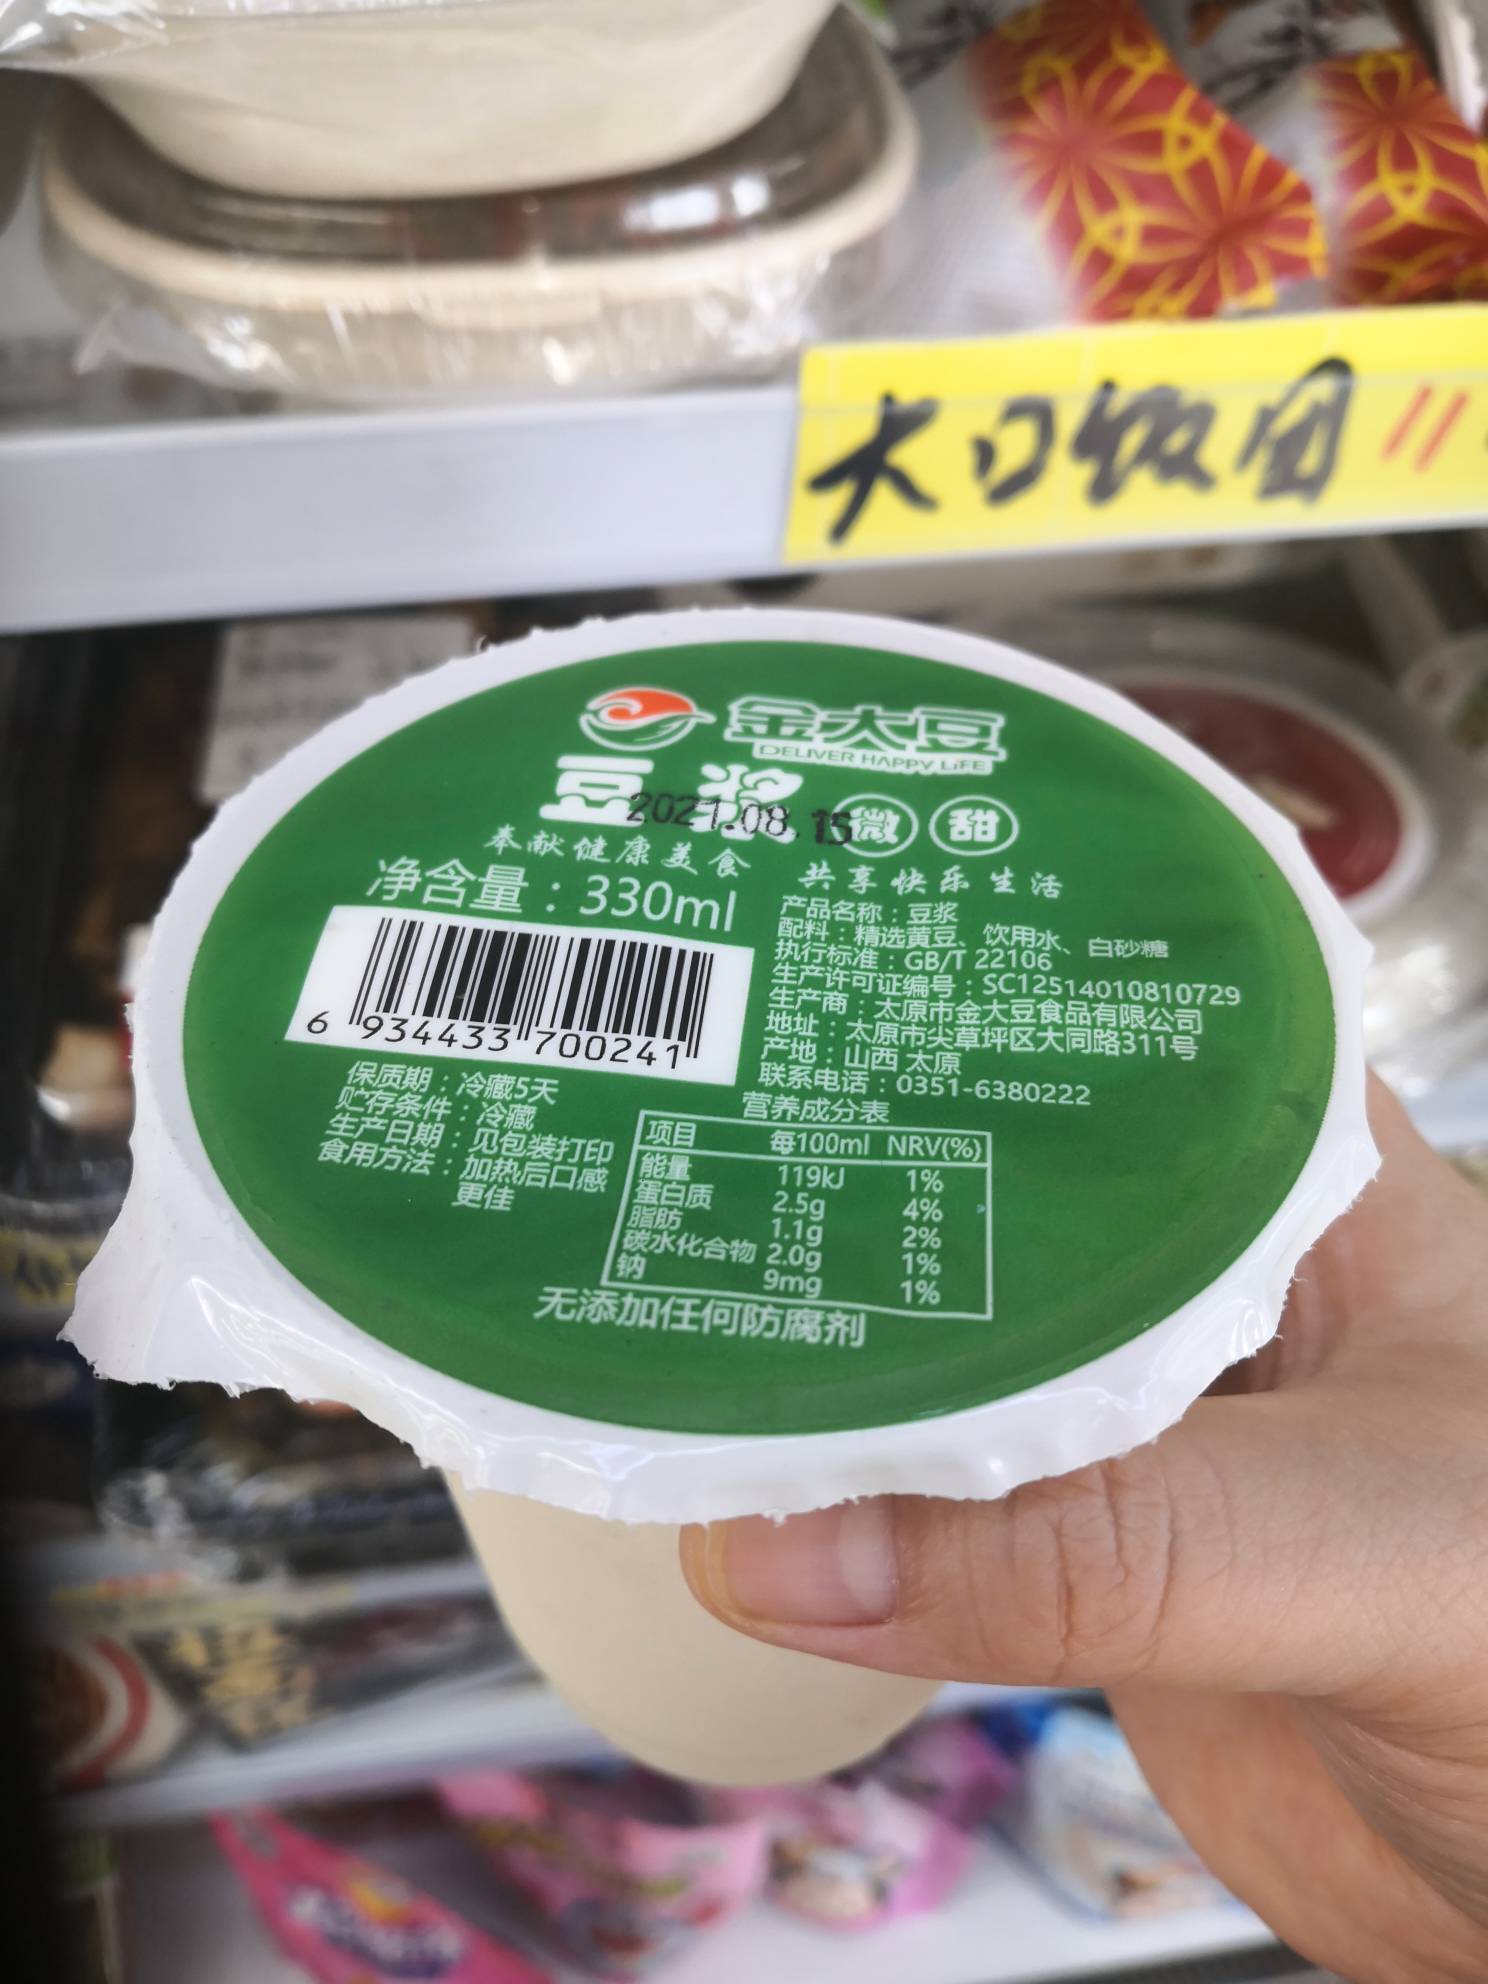 大口饭团
金大豆
DELIVER HAPPY LiFE
豆浆 微 甜
2021.08.15
奉献健康美食 共享快乐生活
净含量：330ml
6 934433 700241
产品名称：豆浆
配料：精选黄豆、饮用水、白砂糖
执行标准：GB/T 22106
生产许可证编号：SC12514010810729
生产商：太原市金大豆食品有限公司
地址：太原市尖草坪区大同路311号
产地：山西 太原
联系电话：0351-6380222
保质期：冷藏5天
贮存条件：冷藏
生产日期：见包装打印
食用方法：加热后口感
更佳
营养成分表
项目 每100ml NRV(%)
能量 119kJ 1%
蛋白质 2.5g 4%
脂肪 1.1g 2%
碳水化合物 2.0g 1%
钠 9mg 1%
无添加任何防腐剂